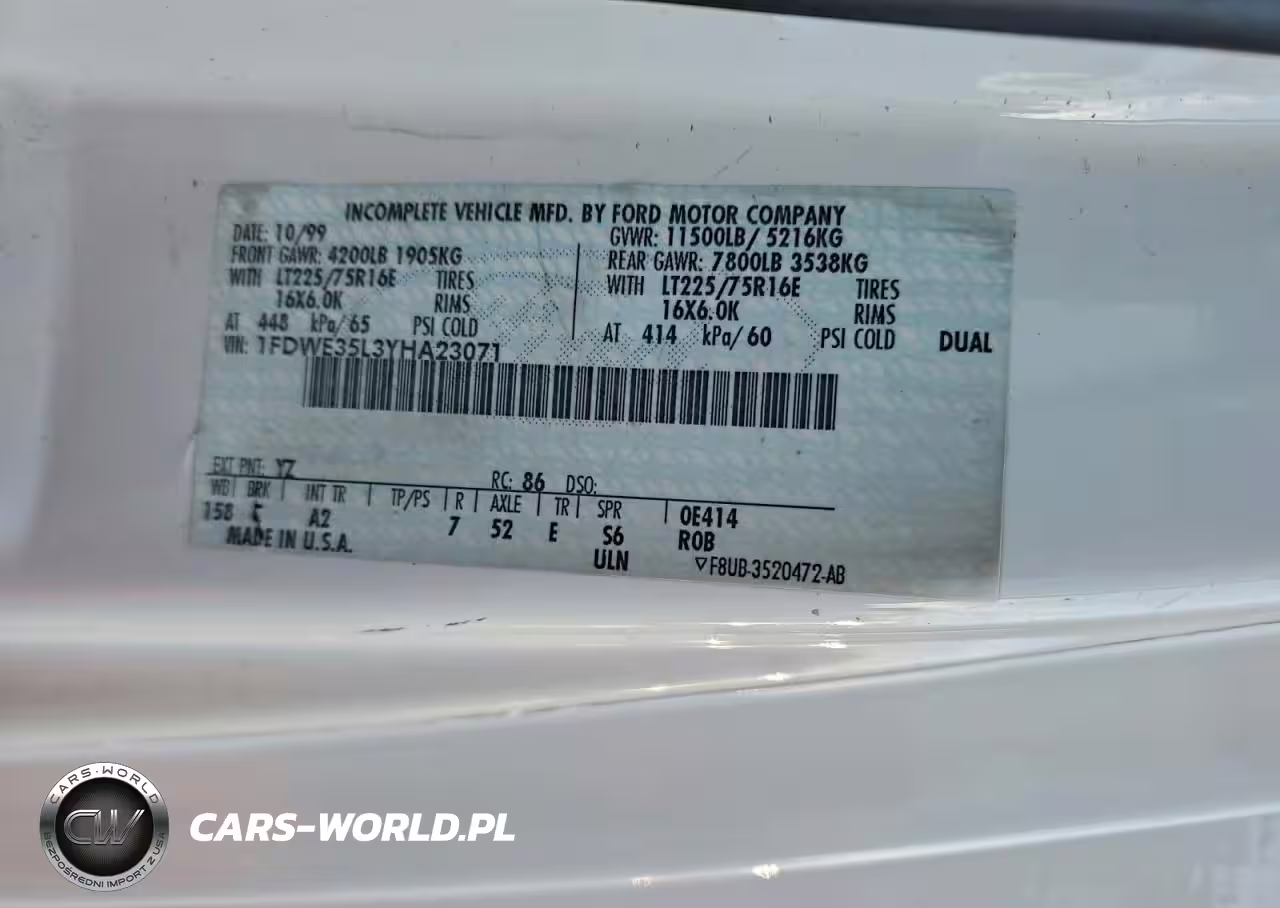 INCOMPLETE VEHICLE MFD. BY FORD MOTOR COMPANY
DATE: 10/99 GVWR: 11500LB/ 5216KG
FRONT GAWR: 4200LB 1905KG REAR GAWR: 7800LB 3538KG
WITH LT225/75R16E TIRES WITH LT225/75R16E TIRES
16X6.0K RIMS 16X6.0K RIMS
AT 448 kPa/65 PSI COLD AT 414 kPa/60 PSI COLD DUAL
VIN: 1FDWE35L3YHA23071
EXT PNT: YZ RC: 86 DSO:
WB BRK INT TR TP/PS R AXLE TR SPR OE414
158 A2 7 52 E S6 ROB
MADE IN U.S.A. ULN F8UB-3520472-AB
CARS-WORLD
CW
BEZPOŚREDNI IMPORT Z USA
CARS-WORLD.PL